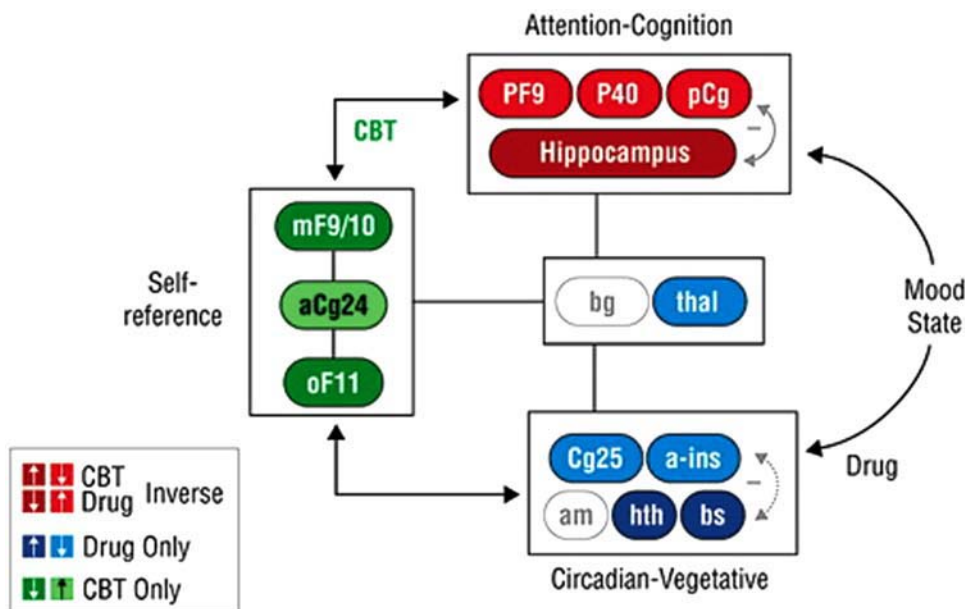 Attention-Cognition
PF9 P40 pCg
–
Hippocampus
CBT
mF9/10
aCg24
oF11
Self-
reference
bg thal
Mood
State
Cg25 a-ins
–
am hth bs
Drug
Circadian-Vegetative
↑ ↓ CBT
↓ ↑ Drug Inverse
↑ ↓ Drug Only
↓ ↑ CBT Only